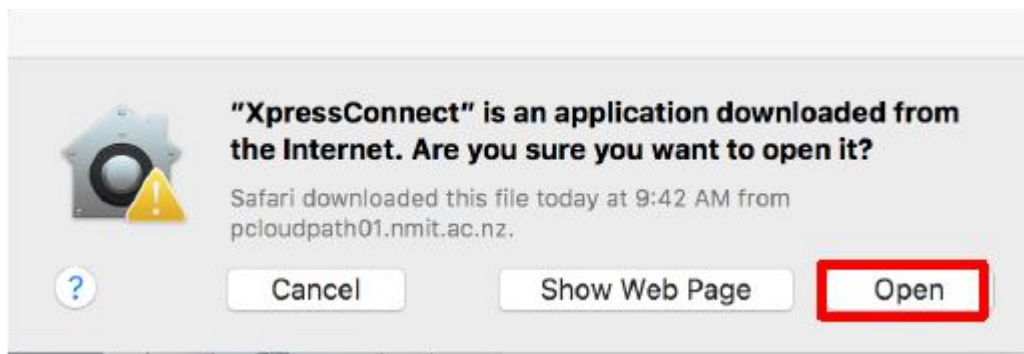 "XpressConnect" is an application downloaded from
the Internet. Are you sure you want to open it?
Safari downloaded this file today at 9:42 AM from
pcloudpath01.nmit.ac.nz.
?
Cancel
Show Web Page
Open